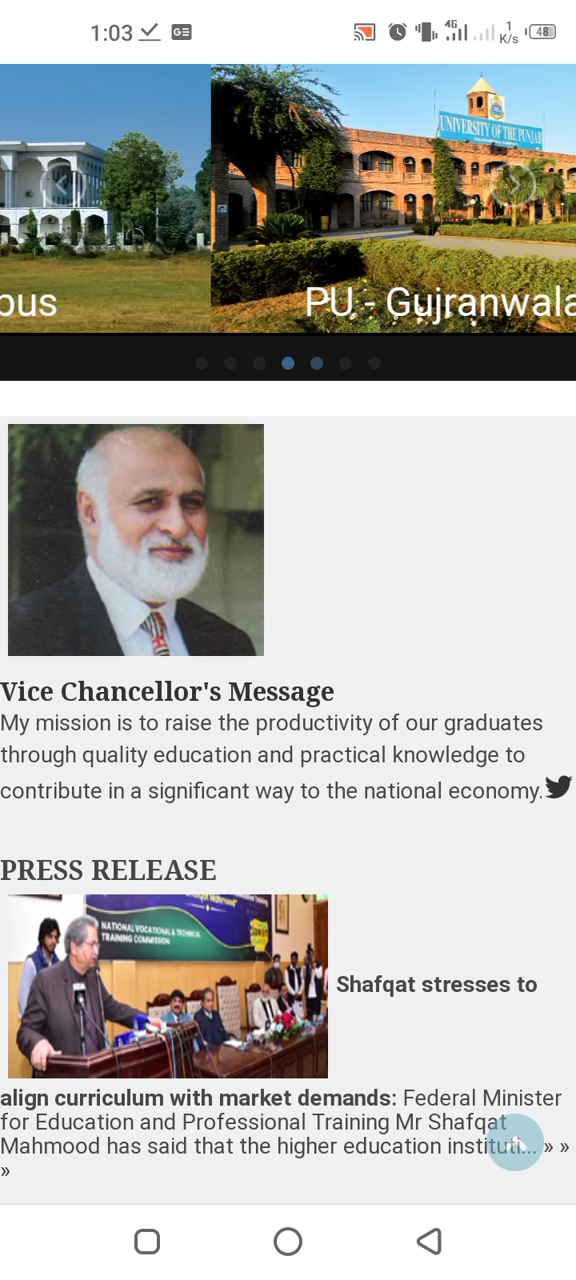 1:03
GE
4G
1
K/s
48
UNIVERSITY OF THE PUNJAB
pus
PU - Gujranwala
Vice Chancellor's Message
My mission is to raise the productivity of our graduates
through quality education and practical knowledge to
contribute in a significant way to the national economy.
PRESS RELEASE
NATIONAL VOCATIONAL & TECHNICAL
TRAINING COMMISSION
Shafqat stresses to
align curriculum with market demands: Federal Minister
for Education and Professional Training Mr Shafqat
Mahmood has said that the higher education instituti... » »
»